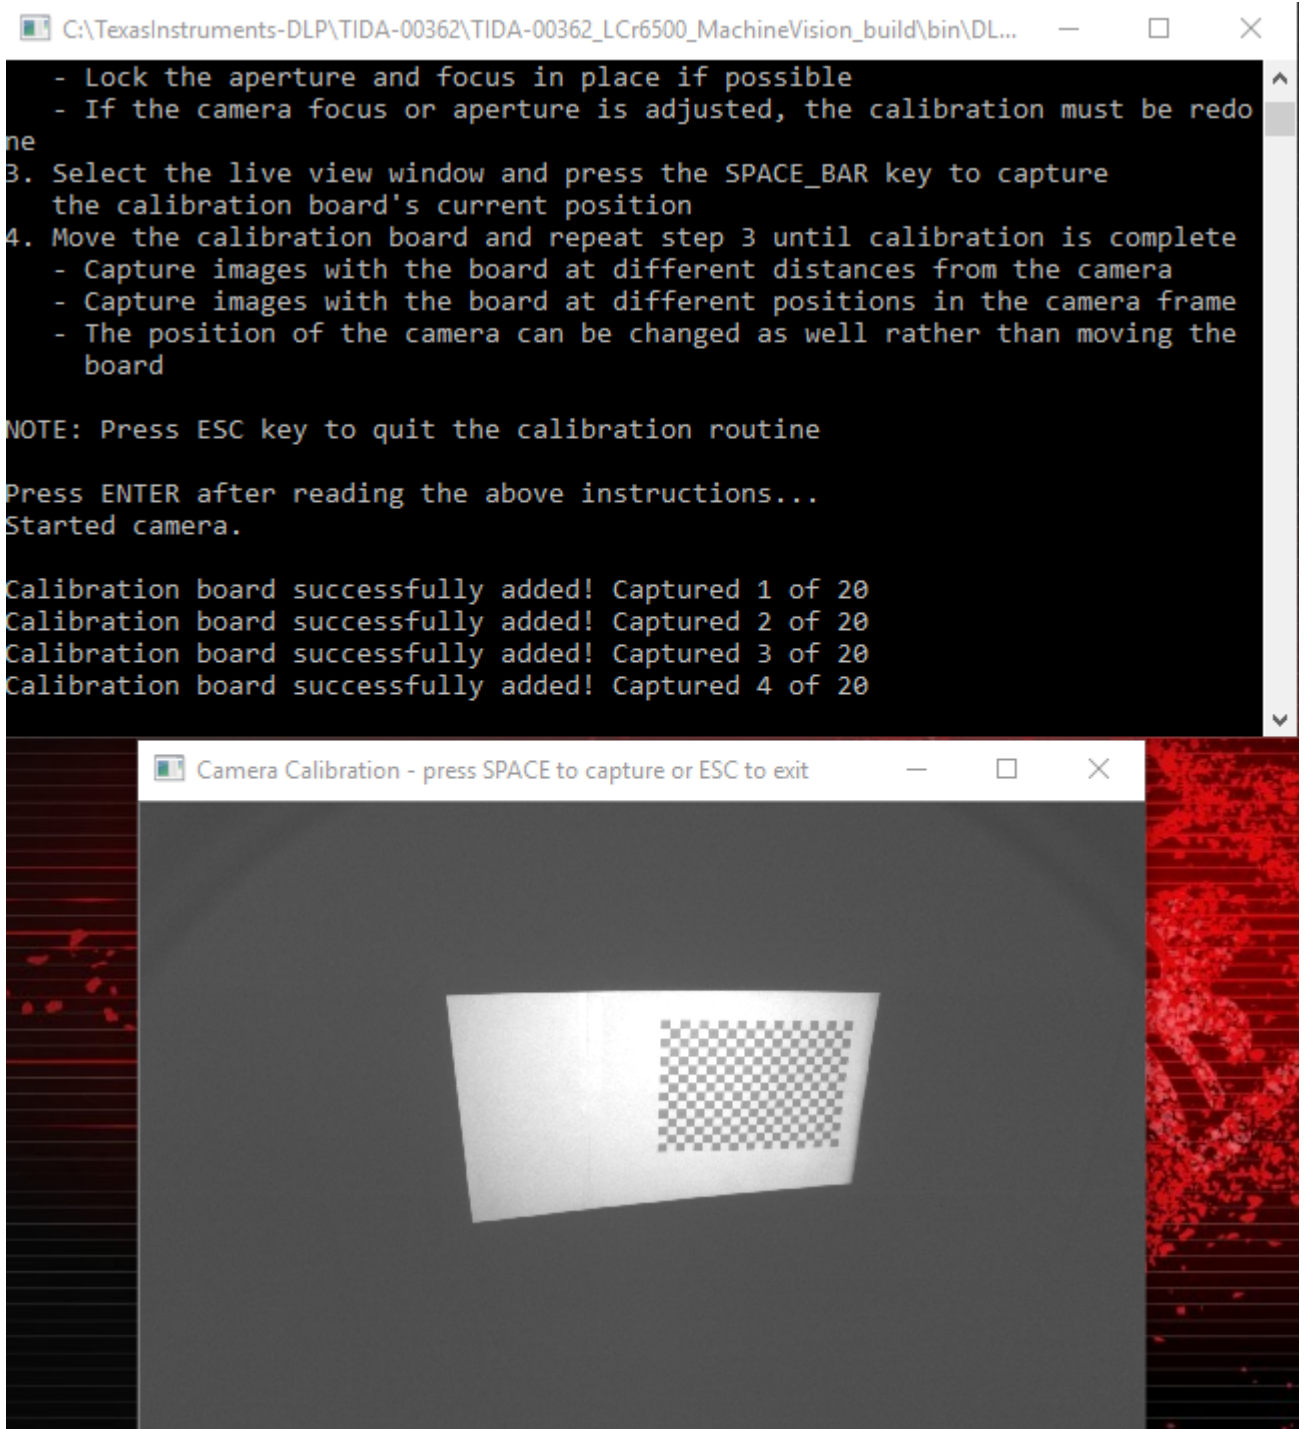 C:\TexasInstruments-DLP\TIDA-00362\TIDA-00362_LCr6500_MachineVision_build\bin\DL...
- Lock the aperture and focus in place if possible
- If the camera focus or aperture is adjusted, the calibration must be redo
ne
3. Select the live view window and press the SPACE_BAR key to capture
the calibration board's current position
4. Move the calibration board and repeat step 3 until calibration is complete
- Capture images with the board at different distances from the camera
- Capture images with the board at different positions in the camera frame
- The position of the camera can be changed as well rather than moving the
board
NOTE: Press ESC key to quit the calibration routine
Press ENTER after reading the above instructions...
Started camera.
Calibration board successfully added! Captured 1 of 20
Calibration board successfully added! Captured 2 of 20
Calibration board successfully added! Captured 3 of 20
Calibration board successfully added! Captured 4 of 20
Camera Calibration - press SPACE to capture or ESC to exit